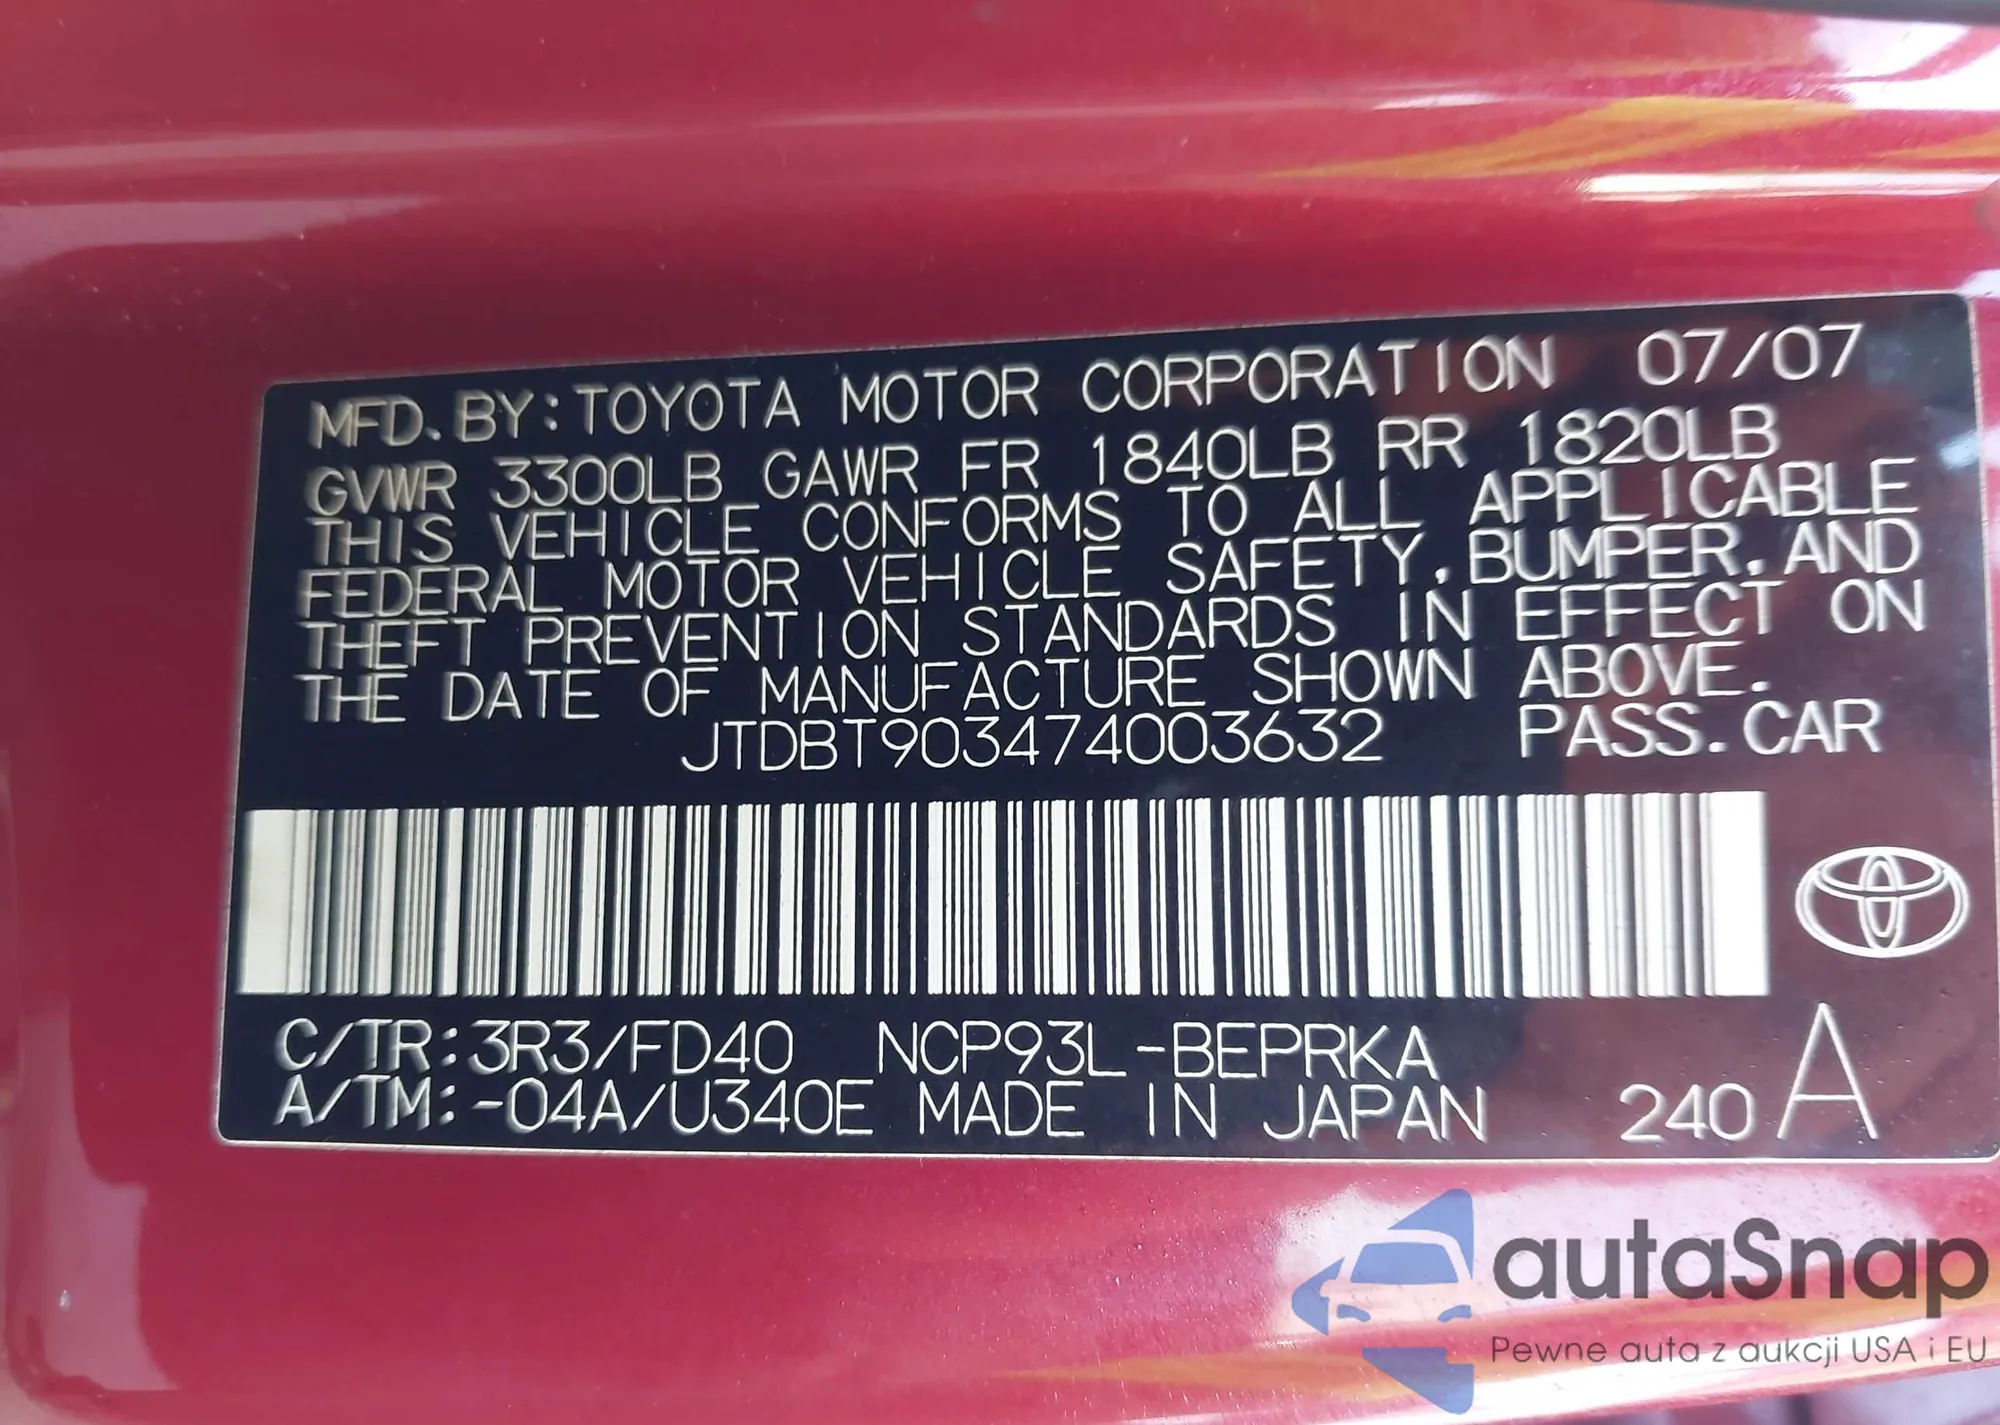 MFD. BY: TOYOTA MOTOR CORPORATION 07/07
GVWR 3300LB GAWR FR 1840LB RR 1820LB
THIS VEHICLE CONFORMS TO ALL APPLICABLE
FEDERAL MOTOR VEHICLE SAFETY, BUMPER, AND
THEFT PREVENTION STANDARDS IN EFFECT ON
THE DATE OF MANUFACTURE SHOWN ABOVE.
JTDBT903474003632 PASS. CAR
C/TR: 3R3/FD40 NCP93L-BEPRKA
A/TM: -04A/U340E MADE IN JAPAN 240 A
autaSnap
Pewne auta z aukcji USA i EU